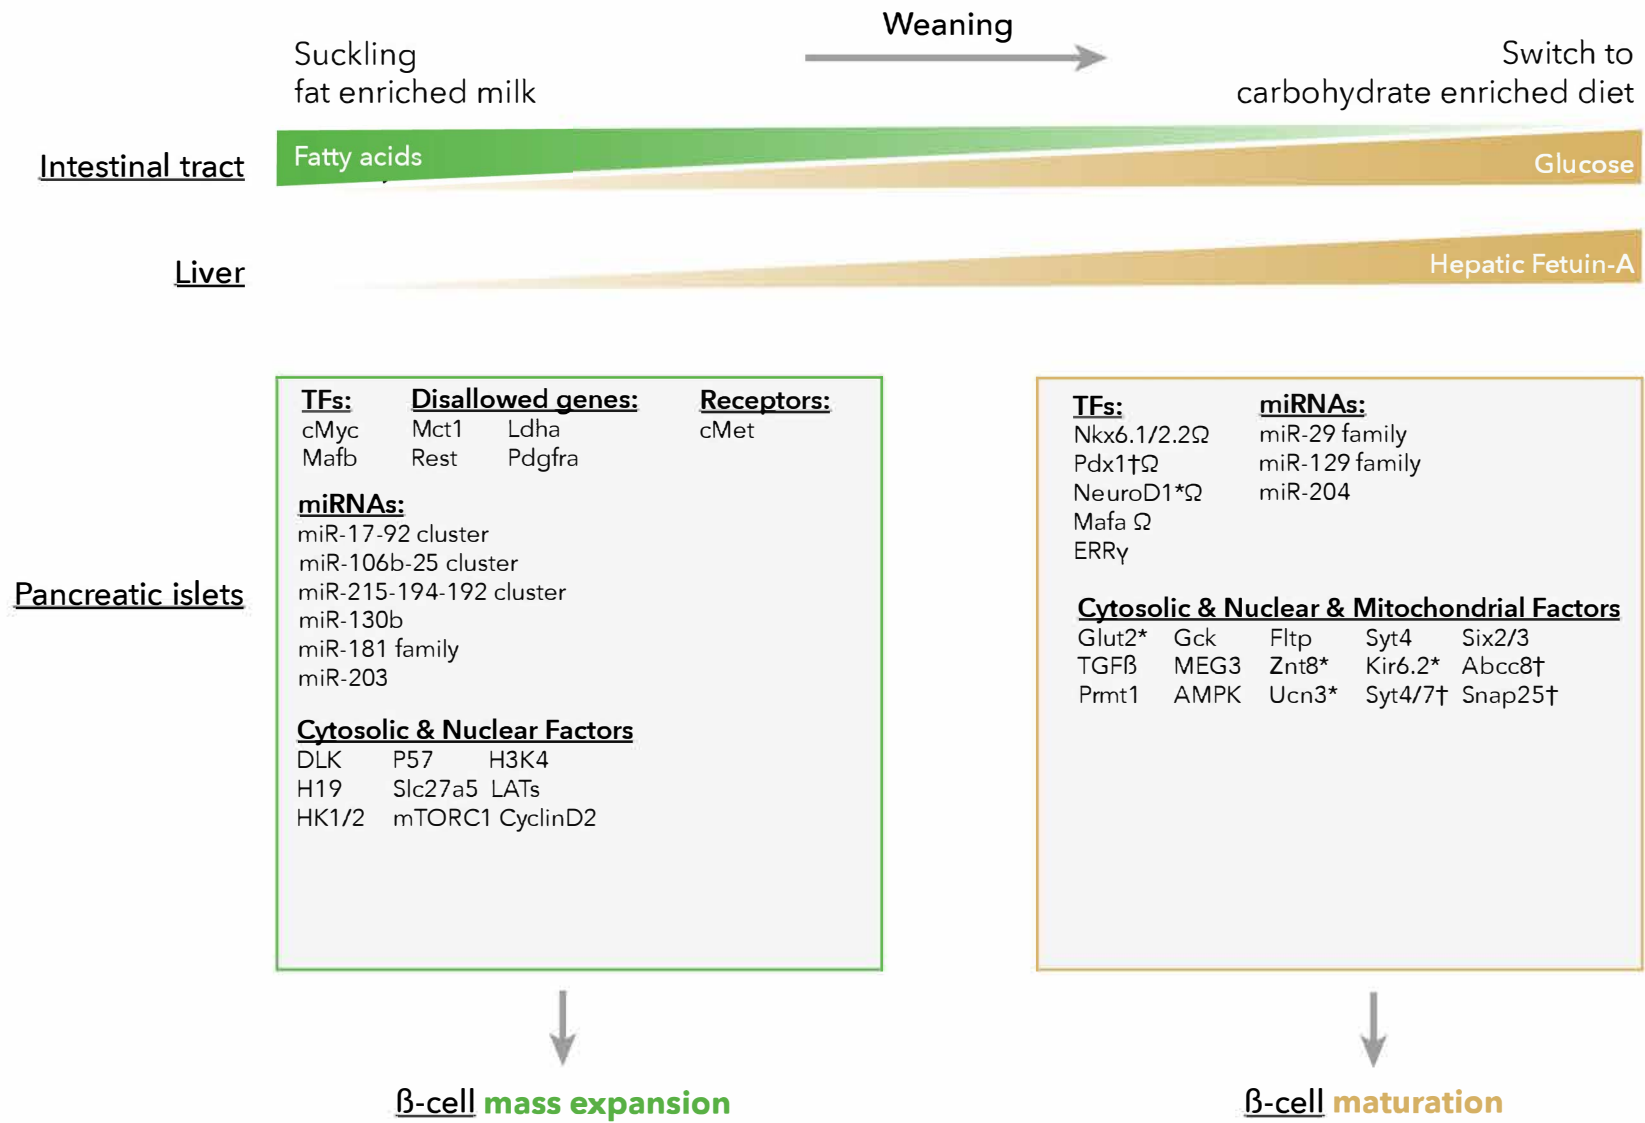 Weaning
Suckling
fat enriched milk
Switch to
carbohydrate enriched diet
Intestinal tract
Fatty acids
Glucose
Liver
Hepatic Fetuin-A
Pancreatic islets
TFs: Disallowed genes: Receptors:
cMyc Mct1 Ldha cMet
Mafb Rest Pdgfra
miRNAs:
miR-17-92 cluster
miR-106b-25 cluster
miR-215-194-192 cluster
miR-130b
miR-181 family
miR-203
Cytosolic & Nuclear Factors
DLK P57 H3K4
H19 Slc27a5 LATs
HK1/2 mTORC1 CyclinD2
TFs: miRNAs:
Nkx6.1/2.2Ω miR-29 family
Pdx1†Ω miR-129 family
NeuroD1*Ω miR-204
Mafa Ω
ERRγ
Cytosolic & Nuclear & Mitochondrial Factors
Glut2* Gck Fltp Syt4 Six2/3
TGFß MEG3 Znt8* Kir6.2* Abcc8†
Prmt1 AMPK Ucn3* Syt4/7† Snap25†
ß-cell mass expansion
ß-cell maturation